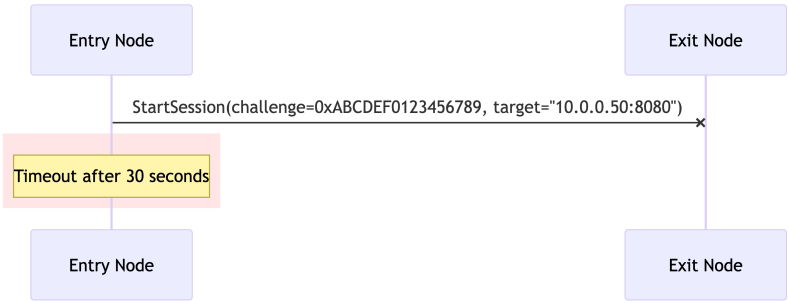 Entry Node
Exit Node
StartSession(challenge=0xABCDEF0123456789, target="10.0.0.50:8080")
Timeout after 30 seconds
Entry Node
Exit Node